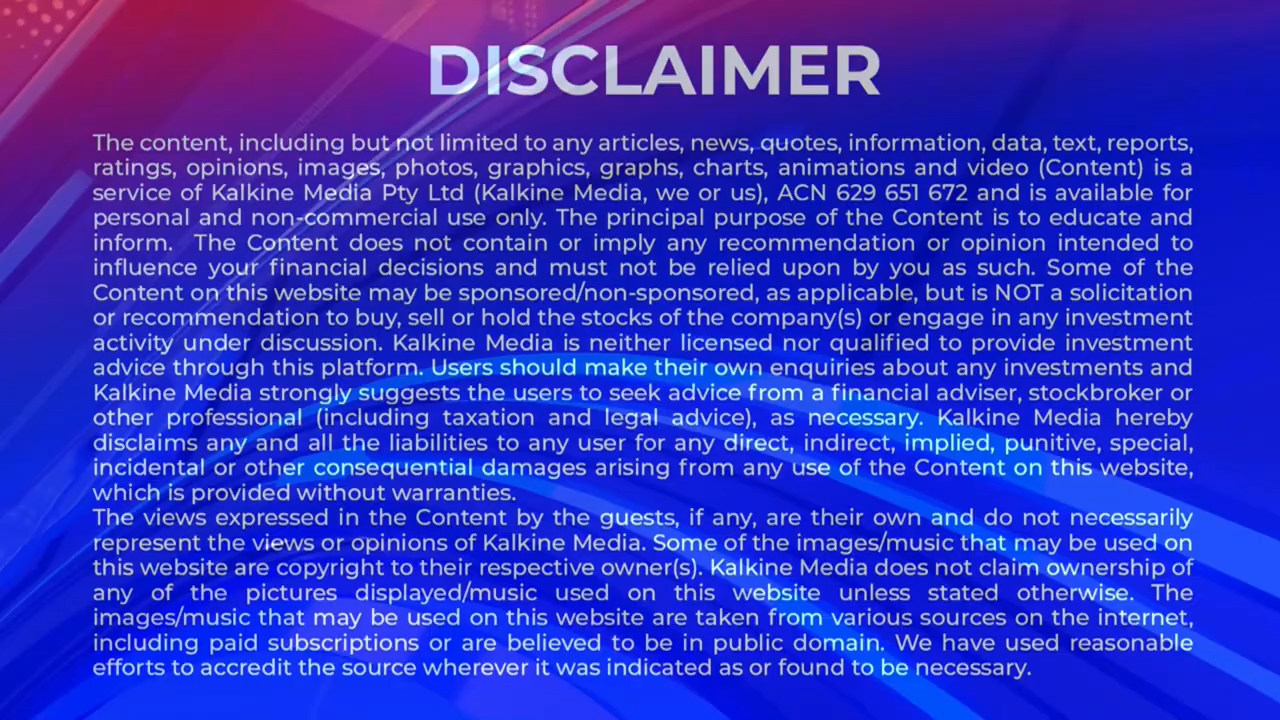 DISCLAIMER
The content, including but not limited to any articles, news, quotes, information, data, text, reports,
ratings, opinions, images, photos, graphics, graphs, charts, animations and video (Content) is a
service of Kalkine Media Pty Ltd (Kalkine Media, we or us), ACN 629 651 672 and is available for
personal and non-commercial use only. The principal purpose of the Content is to educate and
inform. The Content does not contain or imply any recommendation or opinion intended to
influence your financial decisions and must not be relied upon by you as such. Some of the
Content on this website may be sponsored/non-sponsored, as applicable, but is NOT a solicitation
or recommendation to buy, sell or hold the stocks of the company(s) or engage in any investment
activity under discussion. Kalkine Media is neither licensed nor qualified to provide investment
advice through this platform. Users should make their own enquiries about any investments and
Kalkine Media strongly suggests the users to seek advice from a financial adviser, stockbroker or
other professional (including taxation and legal advice), as necessary. Kalkine Media hereby
disclaims any and all the liabilities to any user for any direct, indirect, implied, punitive, special,
incidental or other consequential damages arising from any use of the Content on this website,
which is provided without warranties.
The views expressed in the Content by the guests, if any, are their own and do not necessarily
represent the views or opinions of Kalkine Media. Some of the images/music that may be used on
this website are copyright to their respective owner(s). Kalkine Media does not claim ownership of
any of the pictures displayed/music used on this website unless stated otherwise. The
images/music that may be used on this website are taken from various sources on the internet,
including paid subscriptions or are believed to be in public domain. We have used reasonable
efforts to accredit the source wherever it was indicated as or found to be necessary.